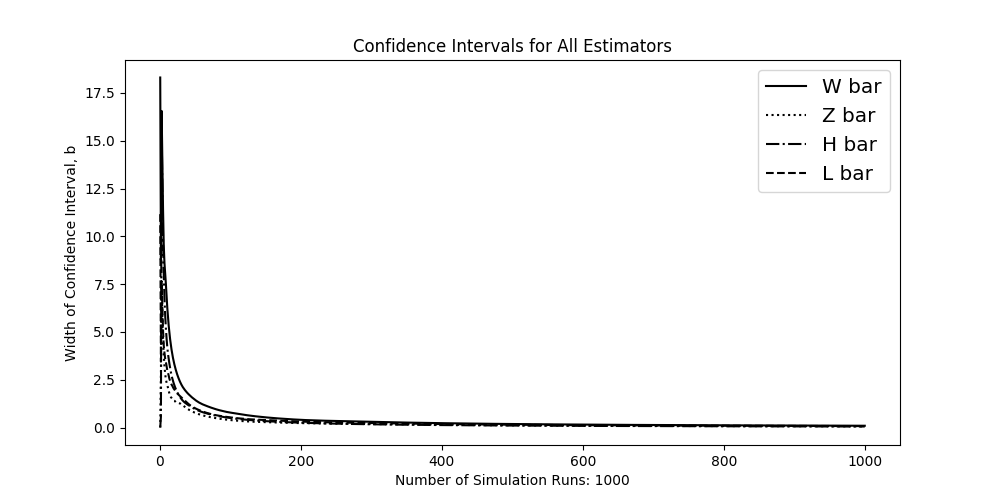 Confidence Intervals for All Estimators
W bar
Z bar
H bar
L bar
Width of Confidence Interval, b
17.5
15.0
12.5
10.0
7.5
5.0
2.5
0.0
0 200 400 600 800 1000
Number of Simulation Runs: 1000